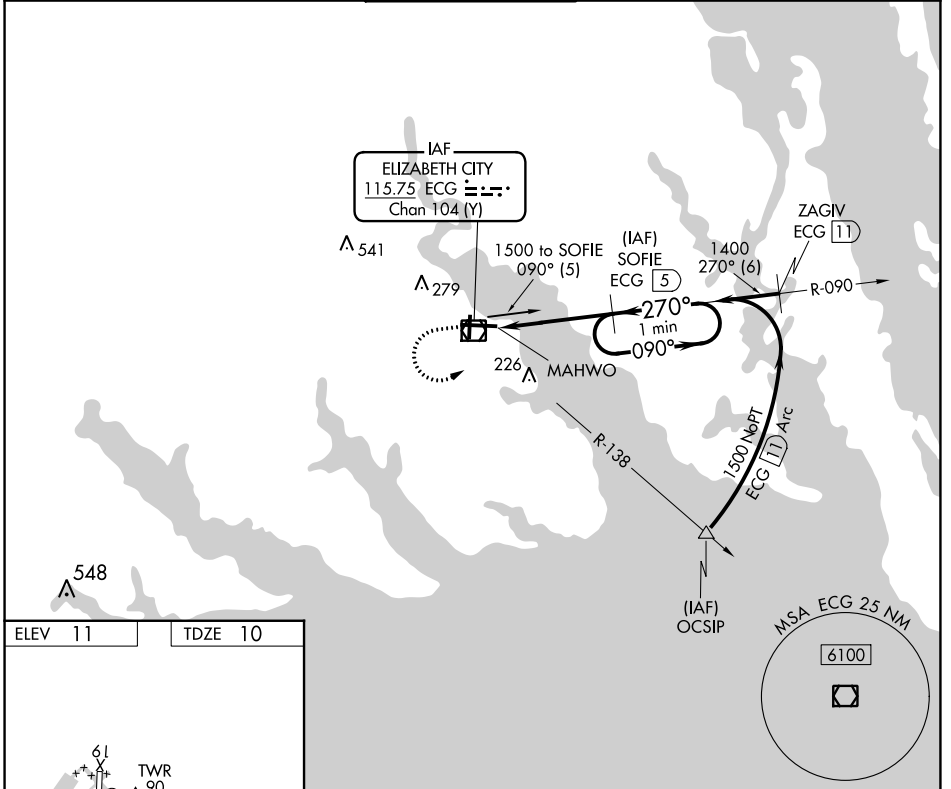 IAF
ELIZABETH CITY
115.75 ECG
Chan 104 (Y)
541
279
1500 to SOFIE
090° (5)
(IAF)
SOFIE
ECG 5
1400
270° (6)
ZAGIV
ECG 11
R-090
270°
1 min
090°
226
MAHWO
R-138
1500 NoPT
ECG 11 Arc
(IAF)
OCSIP
548
MSA ECG 25 NM
6100
ELEV 11
TDZE 10
19
TWR
90